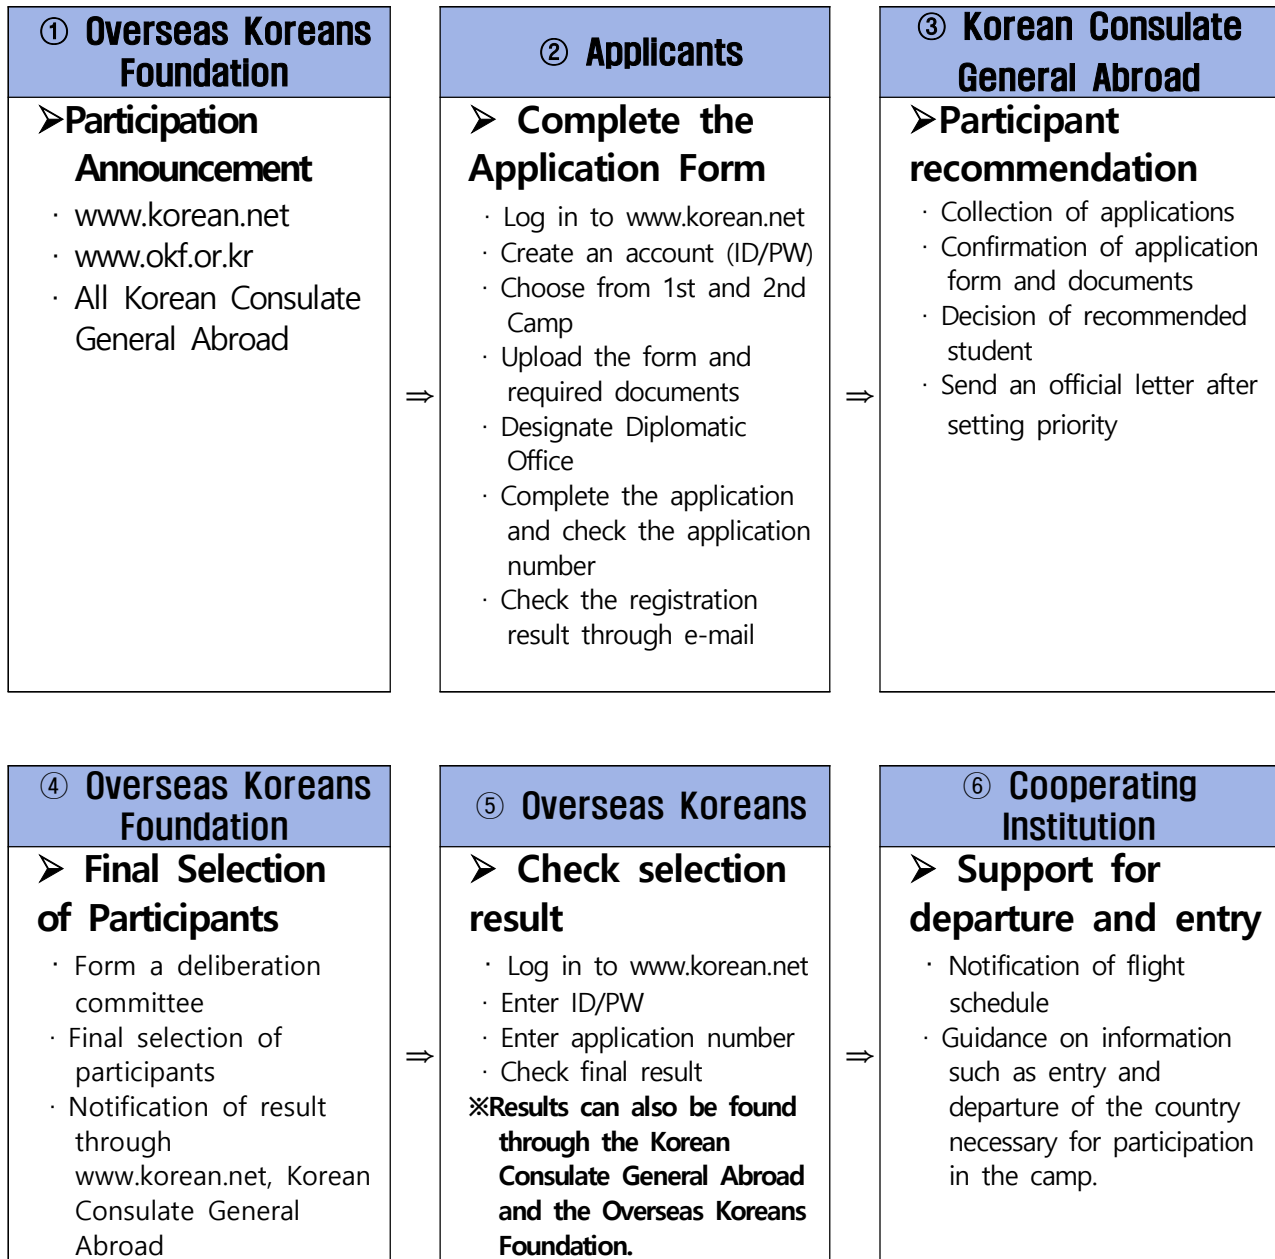 ① Overseas Koreans
Foundation
➢Participation
Announcement
· www.korean.net
· www.okf.or.kr
· All Korean Consulate
General Abroad
⇒
② Applicants
➢ Complete the
Application Form
· Log in to www.korean.net
· Create an account (ID/PW)
· Choose from 1st and 2nd
Camp
· Upload the form and
required documents
· Designate Diplomatic
Office
· Complete the application
and check the application
number
· Check the registration
result through e-mail
⇒
③ Korean Consulate
General Abroad
➢Participant
recommendation
· Collection of applications
· Confirmation of application
form and documents
· Decision of recommended
student
· Send an official letter after
setting priority
④ Overseas Koreans
Foundation
➢ Final Selection
of Participants
· Form a deliberation
committee
· Final selection of
participants
· Notification of result
through
www.korean.net, Korean
Consulate General
Abroad
⇒
⑤ Overseas Koreans
➢ Check selection
result
· Log in to www.korean.net
· Enter ID/PW
· Enter application number
· Check final result
※Results can also be found
through the Korean
Consulate General Abroad
and the Overseas Koreans
Foundation.
⇒
⑥ Cooperating
Institution
➢ Support for
departure and entry
· Notification of flight
schedule
· Guidance on information
such as entry and
departure of the country
necessary for participation
in the camp.